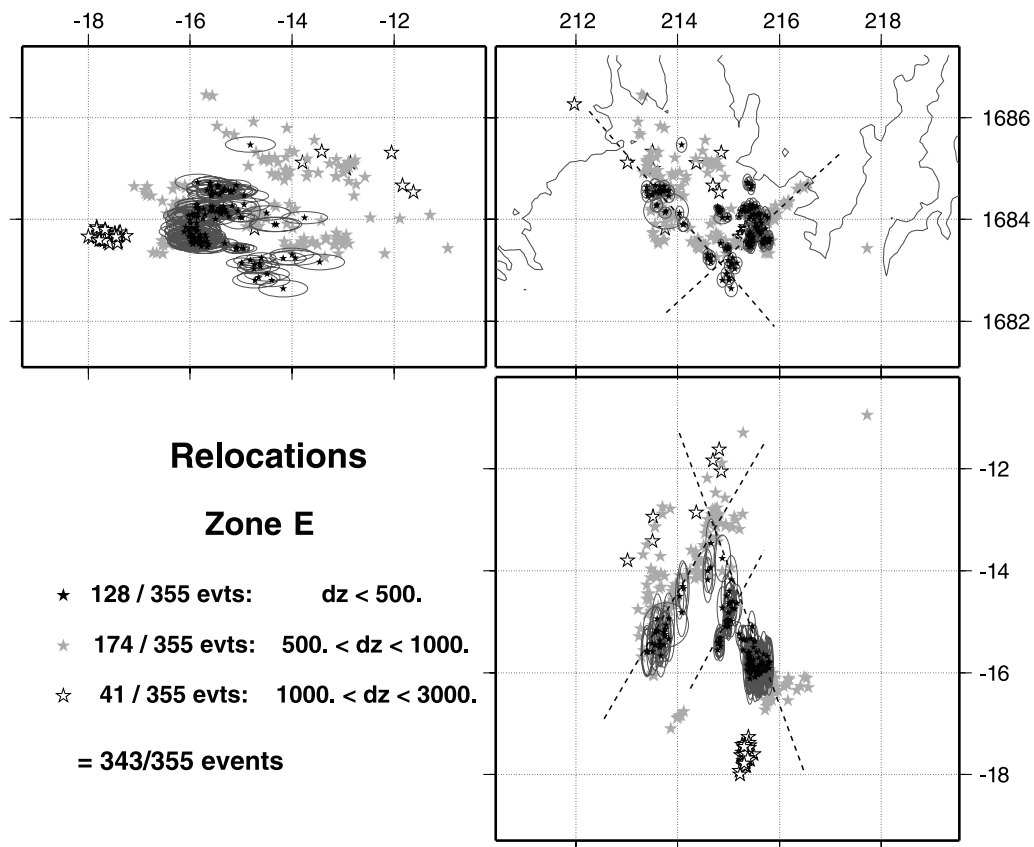 -18 -16 -14 -12
212 214 216 218
1686
1684
1682
Relocations
Zone E
128 / 355 evts: dz < 500.
174 / 355 evts: 500. < dz < 1000.
41 / 355 evts: 1000. < dz < 3000.
= 343/355 events
-12
-14
-16
-18